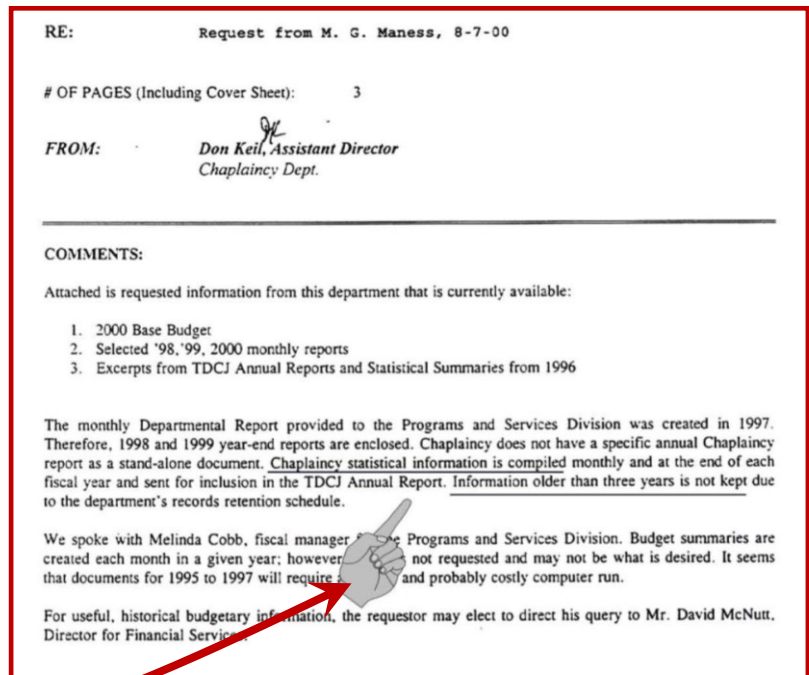 RE: Request from M. G. Maness, 8-7-00
# OF PAGES (Including Cover Sheet): 3
FROM: Don Keil, Assistant Director
Chaplaincy Dept.
COMMENTS:
Attached is requested information from this department that is currently available:
1. 2000 Base Budget
2. Selected '98,'99, 2000 monthly reports
3. Excerpts from TDCJ Annual Reports and Statistical Summaries from 1996
The monthly Departmental Report provided to the Programs and Services Division was created in 1997.
Therefore, 1998 and 1999 year-end reports are enclosed. Chaplaincy does not have a specific annual Chaplaincy
report as a stand-alone document. Chaplaincy statistical information is compiled monthly and at the end of each
fiscal year and sent for inclusion in the TDCJ Annual Report. Information older than three years is not kept due
to the department's records retention schedule.
We spoke with Melinda Cobb, fiscal manager Programs and Services Division. Budget summaries are
created each month in a given year; however not requested and may not be what is desired. It seems
that documents for 1995 to 1997 will require and probably costly computer run.
For useful, historical budgetary information, the requestor may elect to direct his query to Mr. David McNutt,
Director for Financial Services.